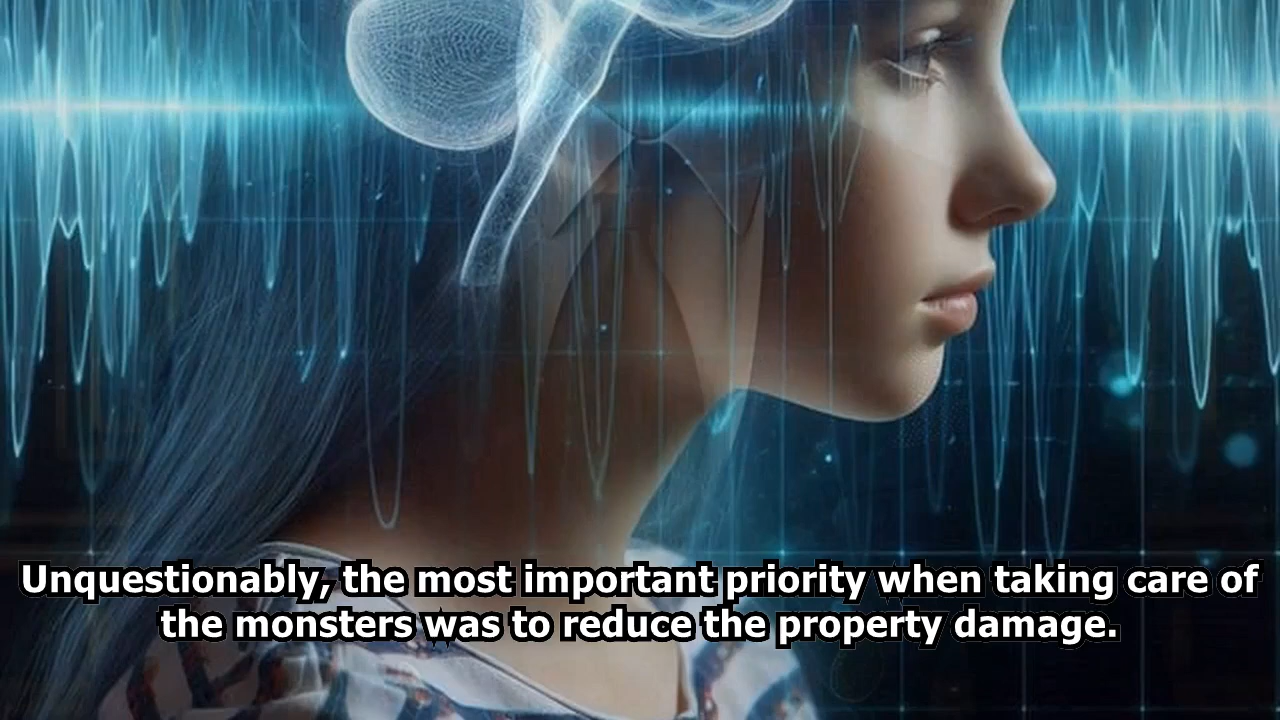 Unquestionably, the most important priority when taking care of
the monsters was to reduce the property damage.